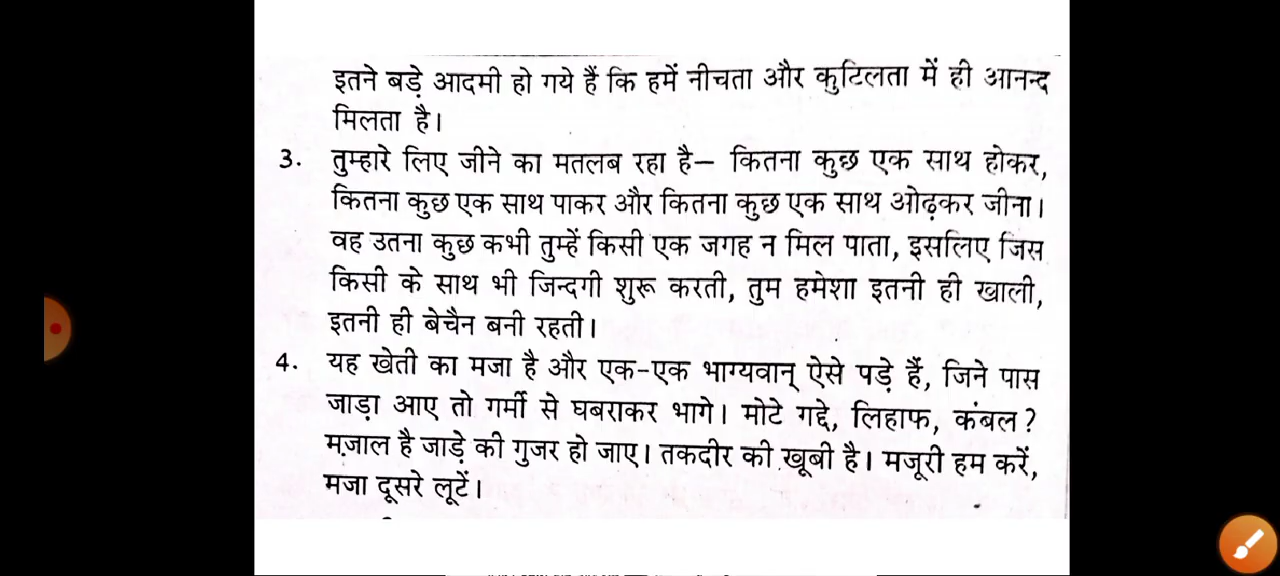 इतने बड़े आदमी हो गये हैं कि हमें नीचता और कुटिलता में ही आनन्द
मिलता है।
3. तुम्हारे लिए जीने का मतलब रहा है– कितना कुछ एक साथ होकर,
कितना कुछ एक साथ पाकर और कितना कुछ एक साथ ओढ़कर जीना।
वह उतना कुछ कभी तुम्हें किसी एक जगह न मिल पाता, इसलिए जिस
किसी के साथ भी जिन्दगी शुरू करती, तुम हमेशा इतनी ही खाली,
इतनी ही बेचैन बनी रहती।
4. यह खेती का मजा है और एक-एक भाग्यवान् ऐसे पड़े हैं, जिने पास
जाड़ा आए तो गर्मी से घबराकर भागे। मोटे गद्दे, लिहाफ, कंबल?
मज़ाल है जाड़े की गुजर हो जाए। तकदीर की खूबी है। मजूरी हम करें,
मजा दूसरे लूटें।